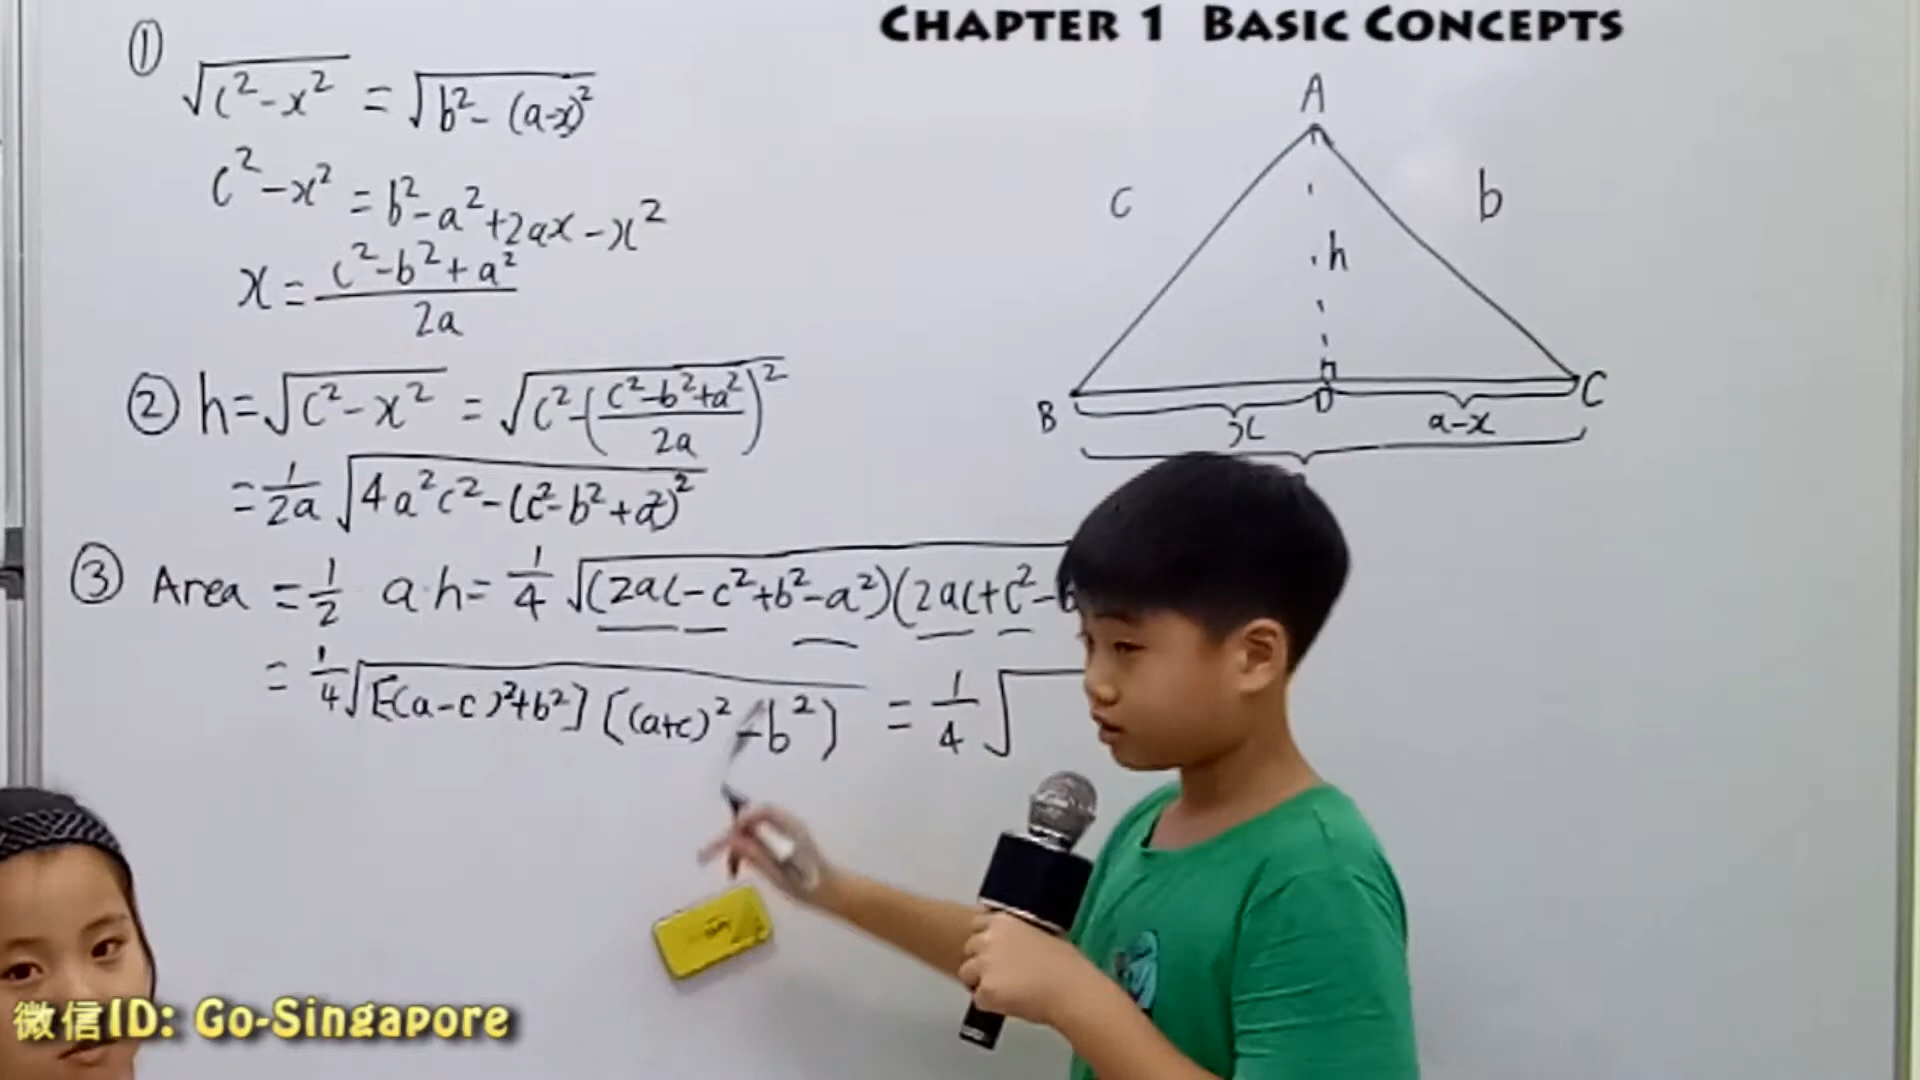 CHAPTER 1 BASIC CONCEPTS
① √(c²-x²) = √(b²-(a-x)²)
c²-x² = b²-a²+2ax-x²
x = (c²-b²+a²)/2a
② h=√(c²-x²) = √(c²-((c²-b²+a²)/2a)²)
= 1/2a √(4a²c²-(c²-b²+a²)²)
③ Area = 1/2 a·h = 1/4 √(2ac-c²+b²-a²)(2ac+c²-b
= 1/4 √[-(a-c)²+b²][(a+c)²-b²] = 1/4 √
A
c
b
h
B
D
C
x
a-x
微信ID: Go-Singapore